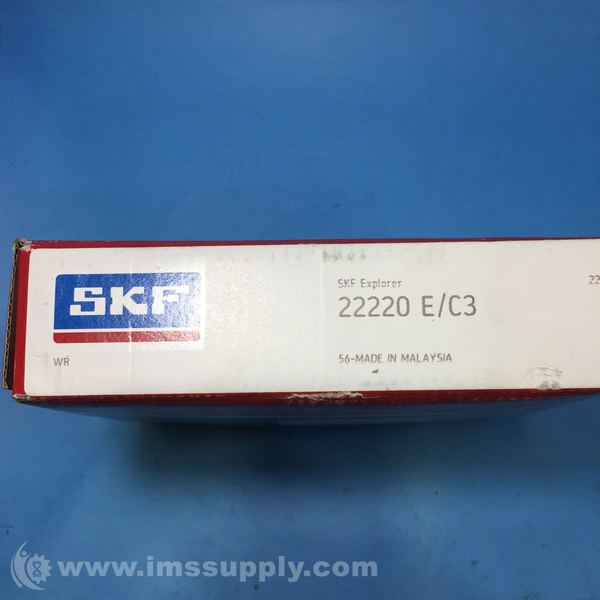 SKF
SKF Explorer
22220 E/C3
22
WR
56-MADE IN MALAYSIA
www.imssupply.com